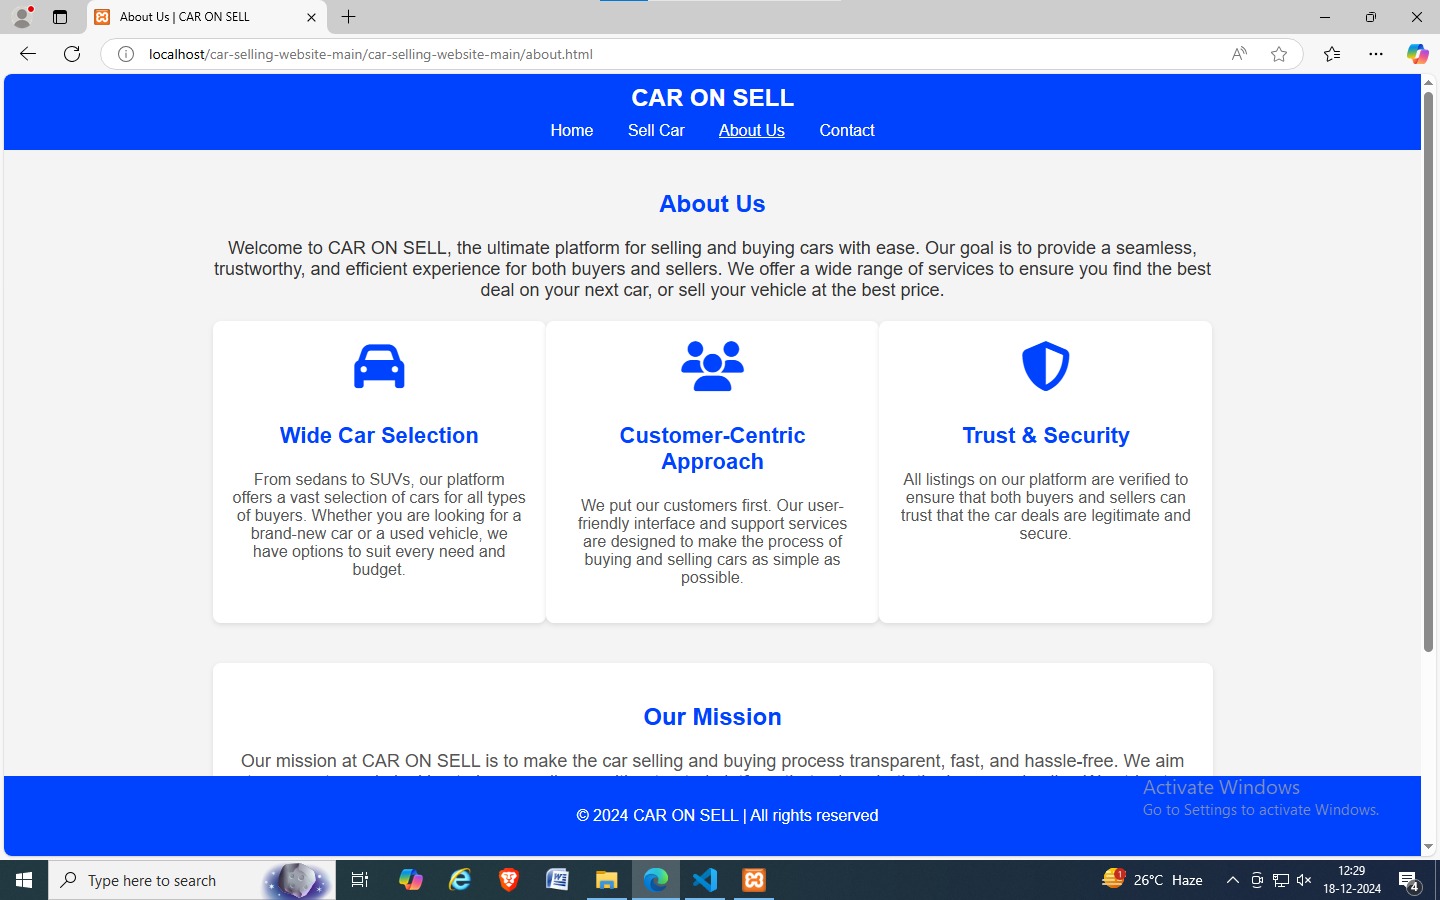 About Us | CAR ON SELL
localhost/car-selling-website-main/car-selling-website-main/about.html
CAR ON SELL
Home Sell Car About Us Contact
About Us
Welcome to CAR ON SELL, the ultimate platform for selling and buying cars with ease. Our goal is to provide a seamless,
trustworthy, and efficient experience for both buyers and sellers. We offer a wide range of services to ensure you find the best
deal on your next car, or sell your vehicle at the best price.
Wide Car Selection
From sedans to SUVs, our platform
offers a vast selection of cars for all types
of buyers. Whether you are looking for a
brand-new car or a used vehicle, we
have options to suit every need and
budget.
Customer-Centric
Approach
We put our customers first. Our user-
friendly interface and support services
are designed to make the process of
buying and selling cars as simple as
possible.
Trust & Security
All listings on our platform are verified to
ensure that both buyers and sellers can
trust that the car deals are legitimate and
secure.
Our Mission
Our mission at CAR ON SELL is to make the car selling and buying process transparent, fast, and hassle-free. We aim
© 2024 CAR ON SELL | All rights reserved
Activate Windows
Go to Settings to activate Windows.
Type here to search
1
26°C Haze
12:29
18-12-2024
4